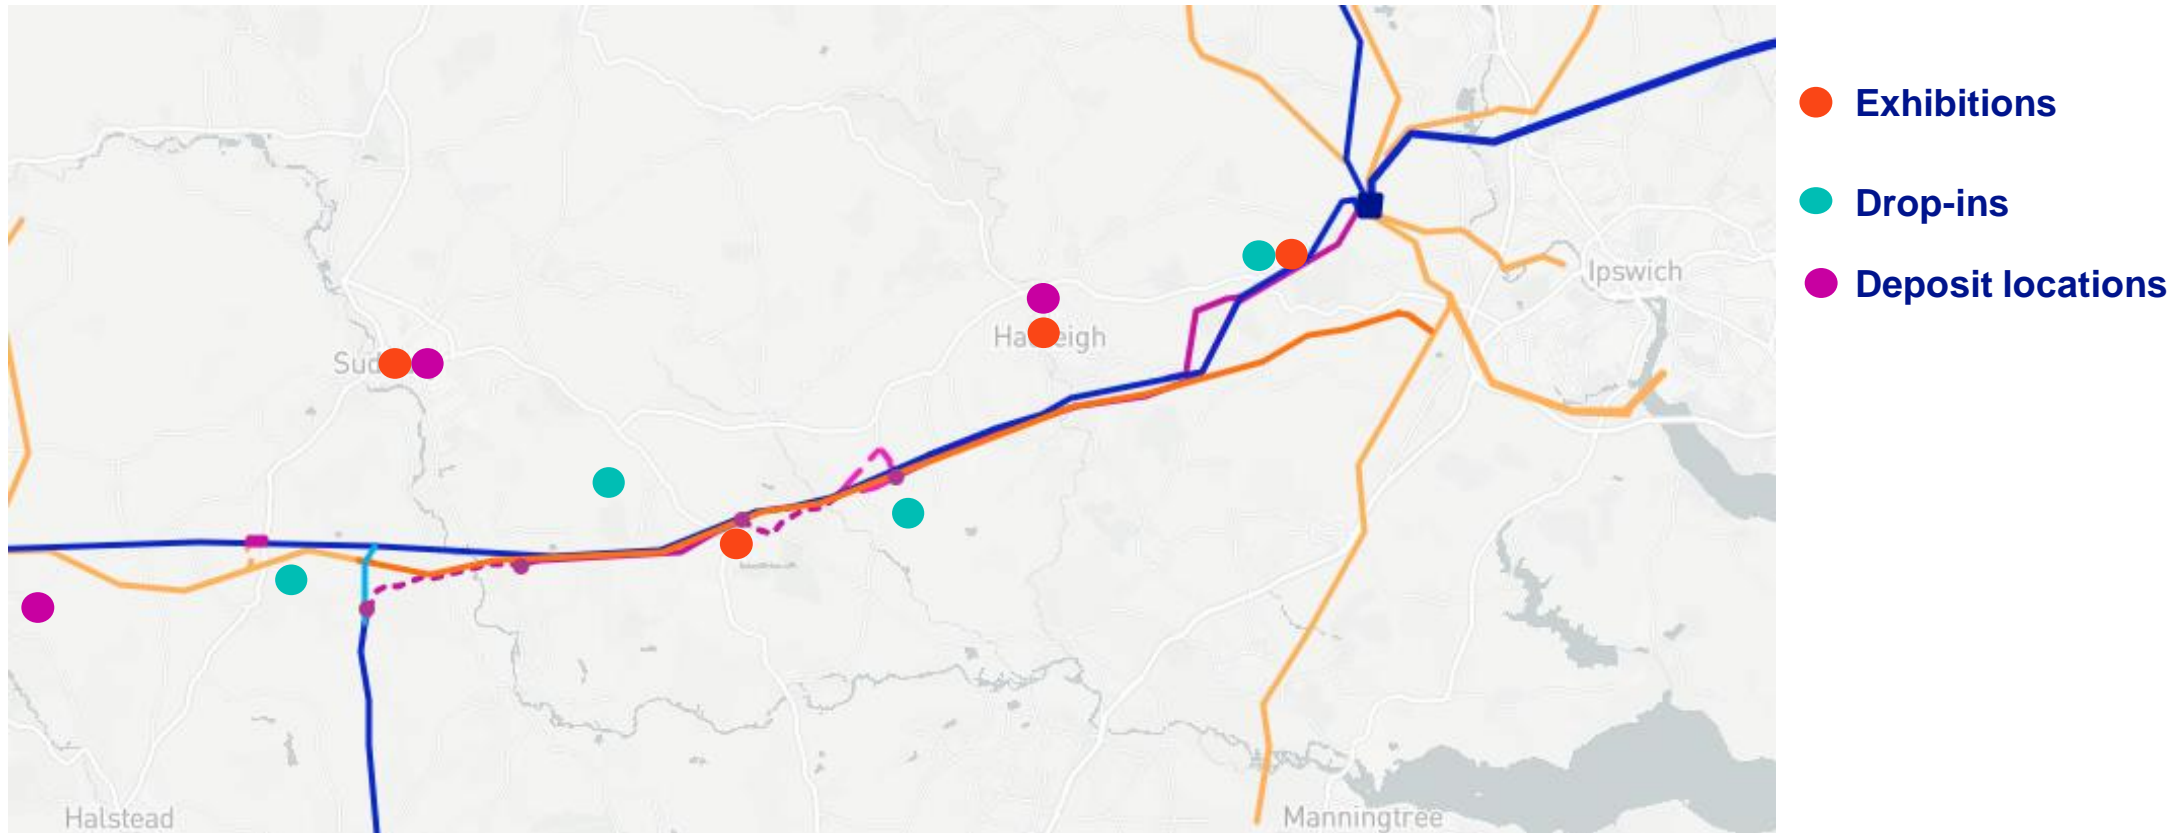 Exhibitions
Drop-ins
Ipswich
Deposit locations
Halstead
Manningtree